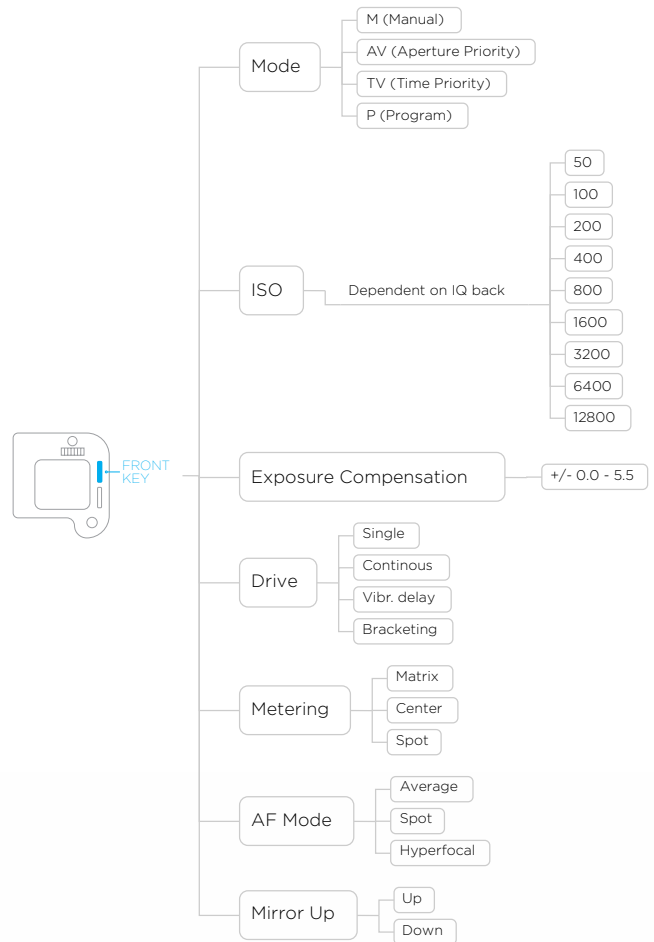 Mode
M (Manual)
AV (Aperture Priority)
TV (Time Priority)
P (Program)
ISO
Dependent on IQ back
50
100
200
400
800
1600
3200
6400
12800
FRONT
KEY
Exposure Compensation
+/- 0.0 - 5.5
Drive
Single
Continous
Vibr. delay
Bracketing
Metering
Matrix
Center
Spot
AF Mode
Average
Spot
Hyperfocal
Mirror Up
Up
Down